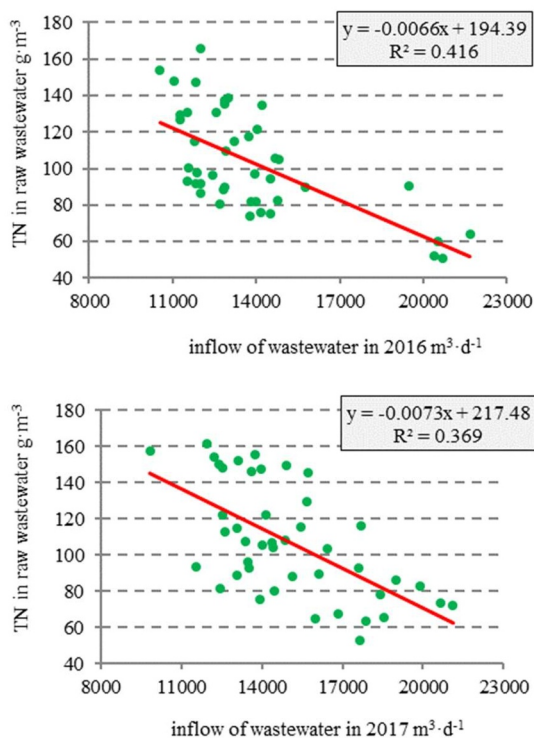 y = -0.0066x + 194.39
R² = 0.416
TN in raw wastewater g·m⁻³
180
160
140
120
100
80
60
40
8000 11000 14000 17000 20000 23000
inflow of wastewater in 2016 m³·d⁻¹
y = -0.0073x + 217.48
R² = 0.369
TN in raw wastewater g·m⁻³
180
160
140
120
100
80
60
40
8000 11000 14000 17000 20000 23000
inflow of wastewater in 2017 m³·d⁻¹